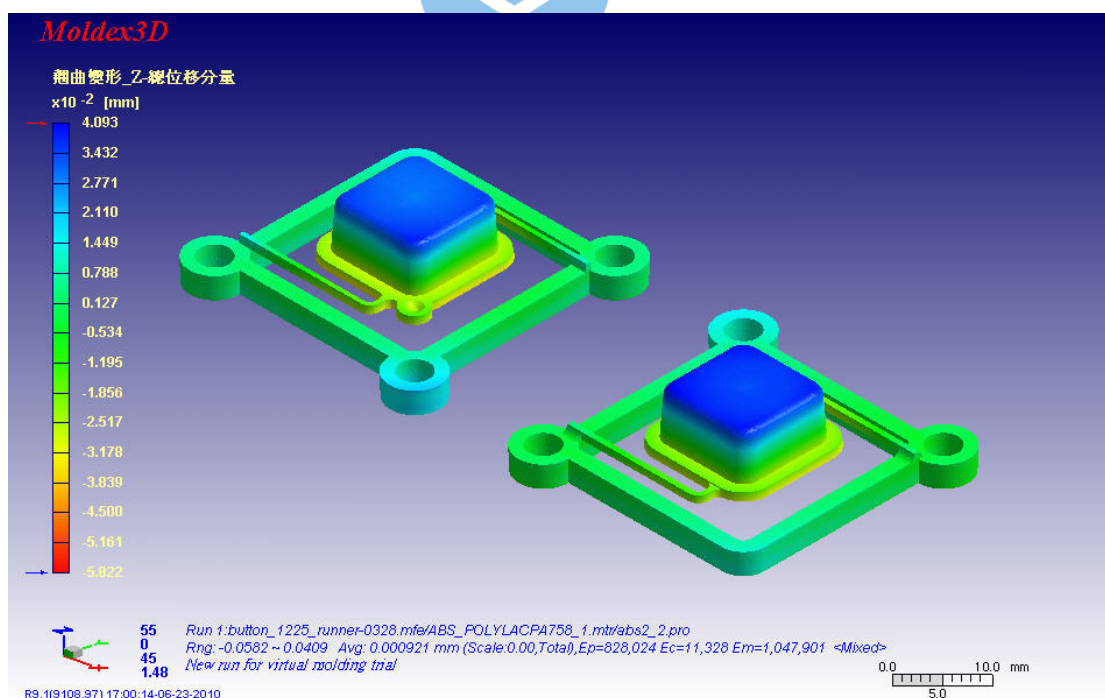 Moldex3D
翹曲變形_Z-總位移分量
x10 -2 [mm]
4.093
3.432
2.771
2.110
1.449
0.788
0.127
-0.534
-1.195
-1.856
-2.517
-3.178
-3.839
-4.500
-5.161
-5.822
55
0
45
1.48
Run 1:button_1225_runner-0328.mfe/ABS_POLYLACPA758_1.mtr/abs2_2.pro
Rng: -0.0582 ~ 0.0409 Avg: 0.000921 mm (Scale:0.00,Total),Ep=828,024 Ec=11,328 Em=1,047,901 <Mixed>
New run for virtual molding trial
0.0 10.0 mm
5.0
R9.1(9108.97) 17:00:14-06-23-2010